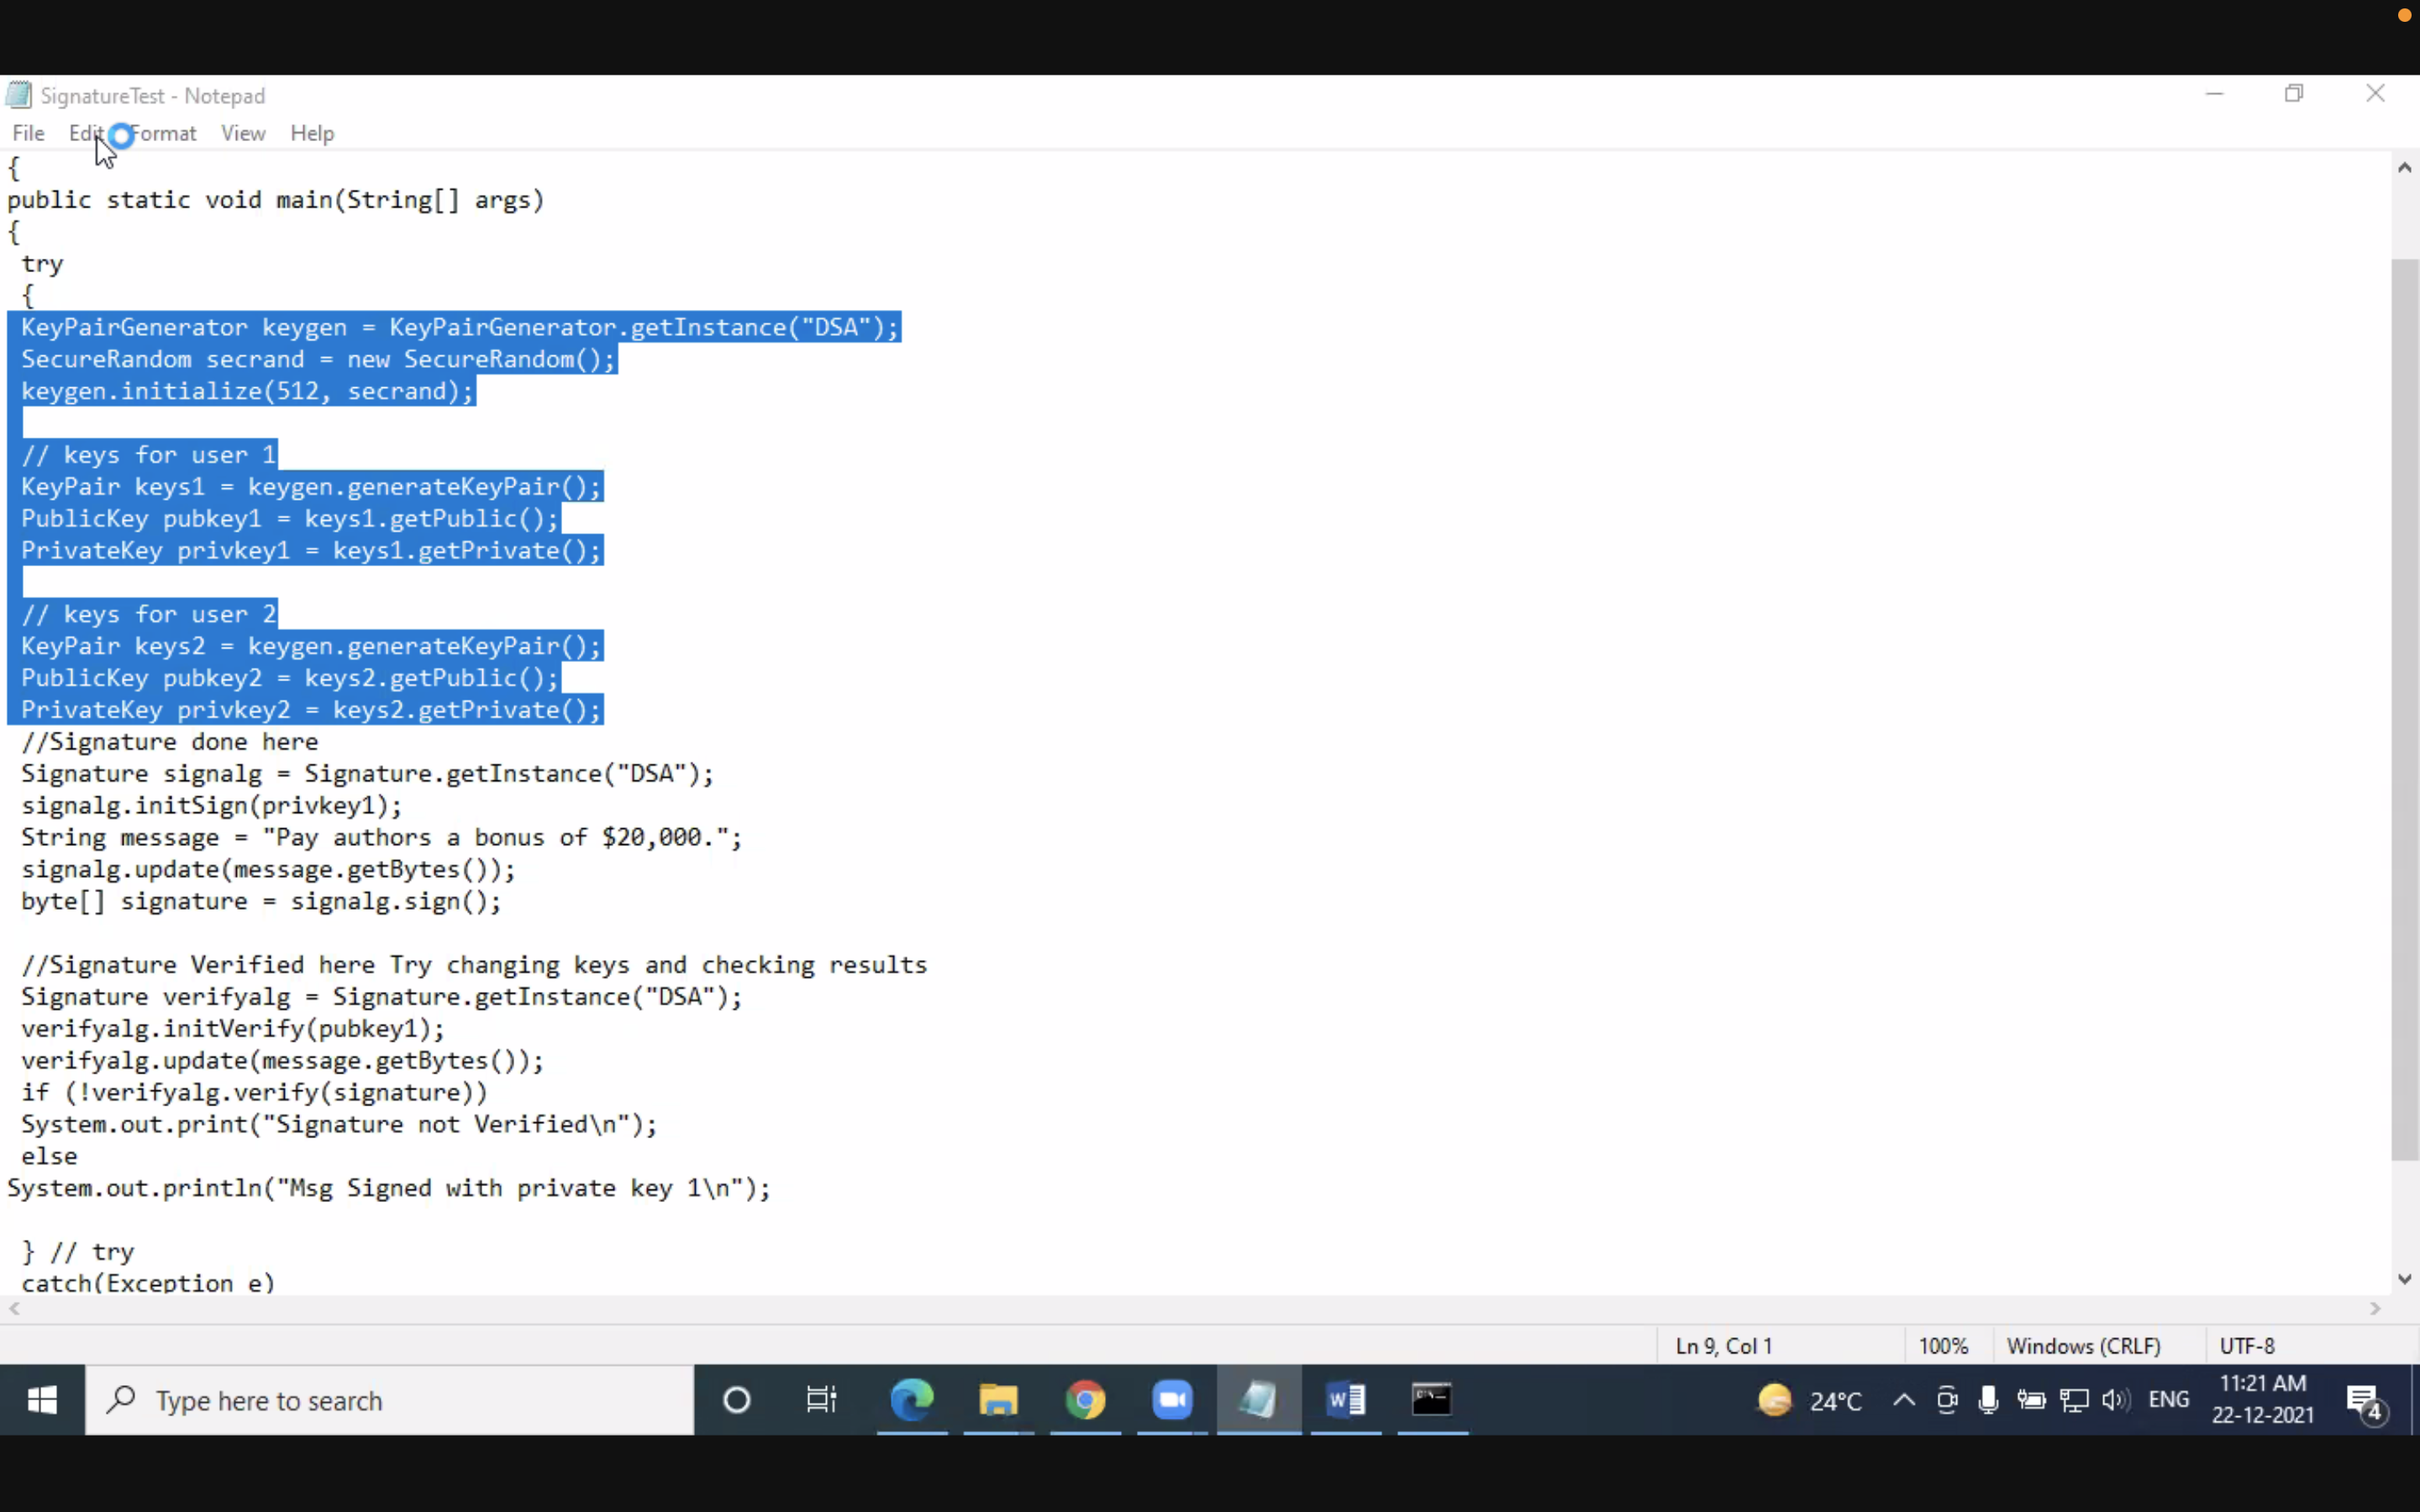 SignatureTest - Notepad
File Edit Format View Help
{
public static void main(String[] args)
{
try
{
KeyPairGenerator keygen = KeyPairGenerator.getInstance("DSA");
SecureRandom secrand = new SecureRandom();
keygen.initialize(512, secrand);
// keys for user 1
KeyPair keys1 = keygen.generateKeyPair();
PublicKey pubkey1 = keys1.getPublic();
PrivateKey privkey1 = keys1.getPrivate();
// keys for user 2
KeyPair keys2 = keygen.generateKeyPair();
PublicKey pubkey2 = keys2.getPublic();
PrivateKey privkey2 = keys2.getPrivate();
//Signature done here
Signature signalg = Signature.getInstance("DSA");
signalg.initSign(privkey1);
String message = "Pay authors a bonus of $20,000.";
signalg.update(message.getBytes());
byte[] signature = signalg.sign();
//Signature Verified here Try changing keys and checking results
Signature verifyalg = Signature.getInstance("DSA");
verifyalg.initVerify(pubkey1);
verifyalg.update(message.getBytes());
if (!verifyalg.verify(signature))
System.out.print("Signature not Verified\n");
else
System.out.println("Msg Signed with private key 1\n");
} // try
catch(Exception e)
Ln 9, Col 1 100% Windows (CRLF) UTF-8
Type here to search
24°C ENG 11:21 AM
22-12-2021
4